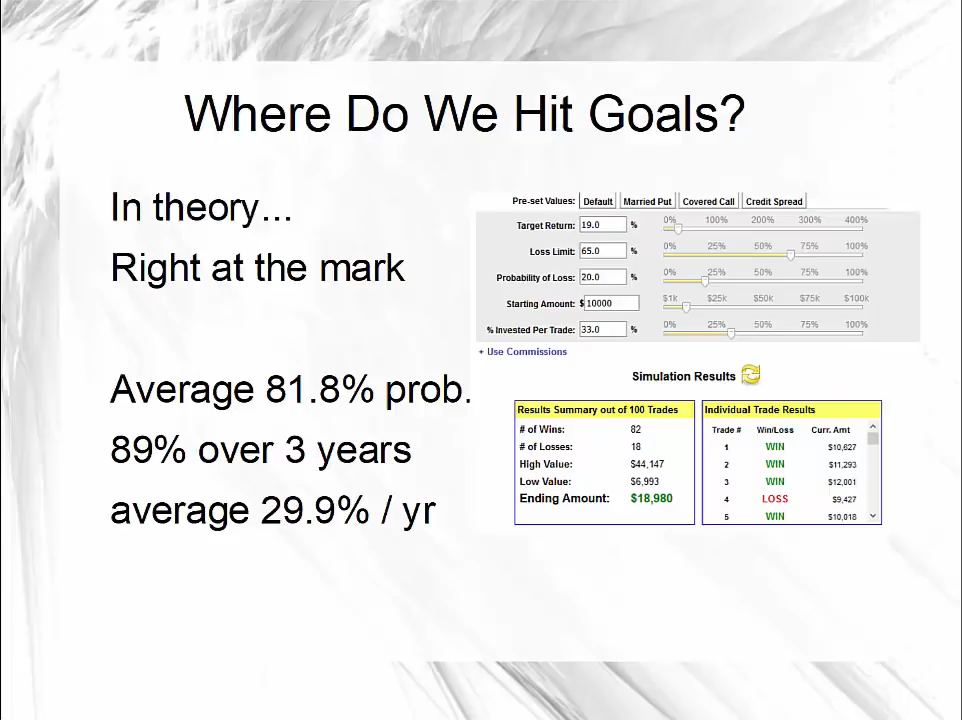 Where Do We Hit Goals?
In theory...
Right at the mark
Average 81.8% prob.
89% over 3 years
average 29.9% / yr
Pre-set Values: Default Married Put Covered Call Credit Spread
Target Return: 19.0 % 0% 100% 200% 300% 400%
Loss Limit: 65.0 % 0% 25% 50% 75% 100%
Probability of Loss: 20.0 % 0% 25% 50% 75% 100%
Starting Amount: $ 10000 $1k $25k $50k $75k $100k
% Invested Per Trade: 33.0 % 0% 25% 50% 75% 100%
+ Use Commissions
Simulation Results
Results Summary out of 100 Trades
# of Wins: 82
# of Losses: 18
High Value: $44,147
Low Value: $6,993
Ending Amount: $18,980
Individual Trade Results
Trade # Win/Loss Curr. Amt
1 WIN $10,627
2 WIN $11,293
3 WIN $12,001
4 LOSS $9,427
5 WIN $10,018